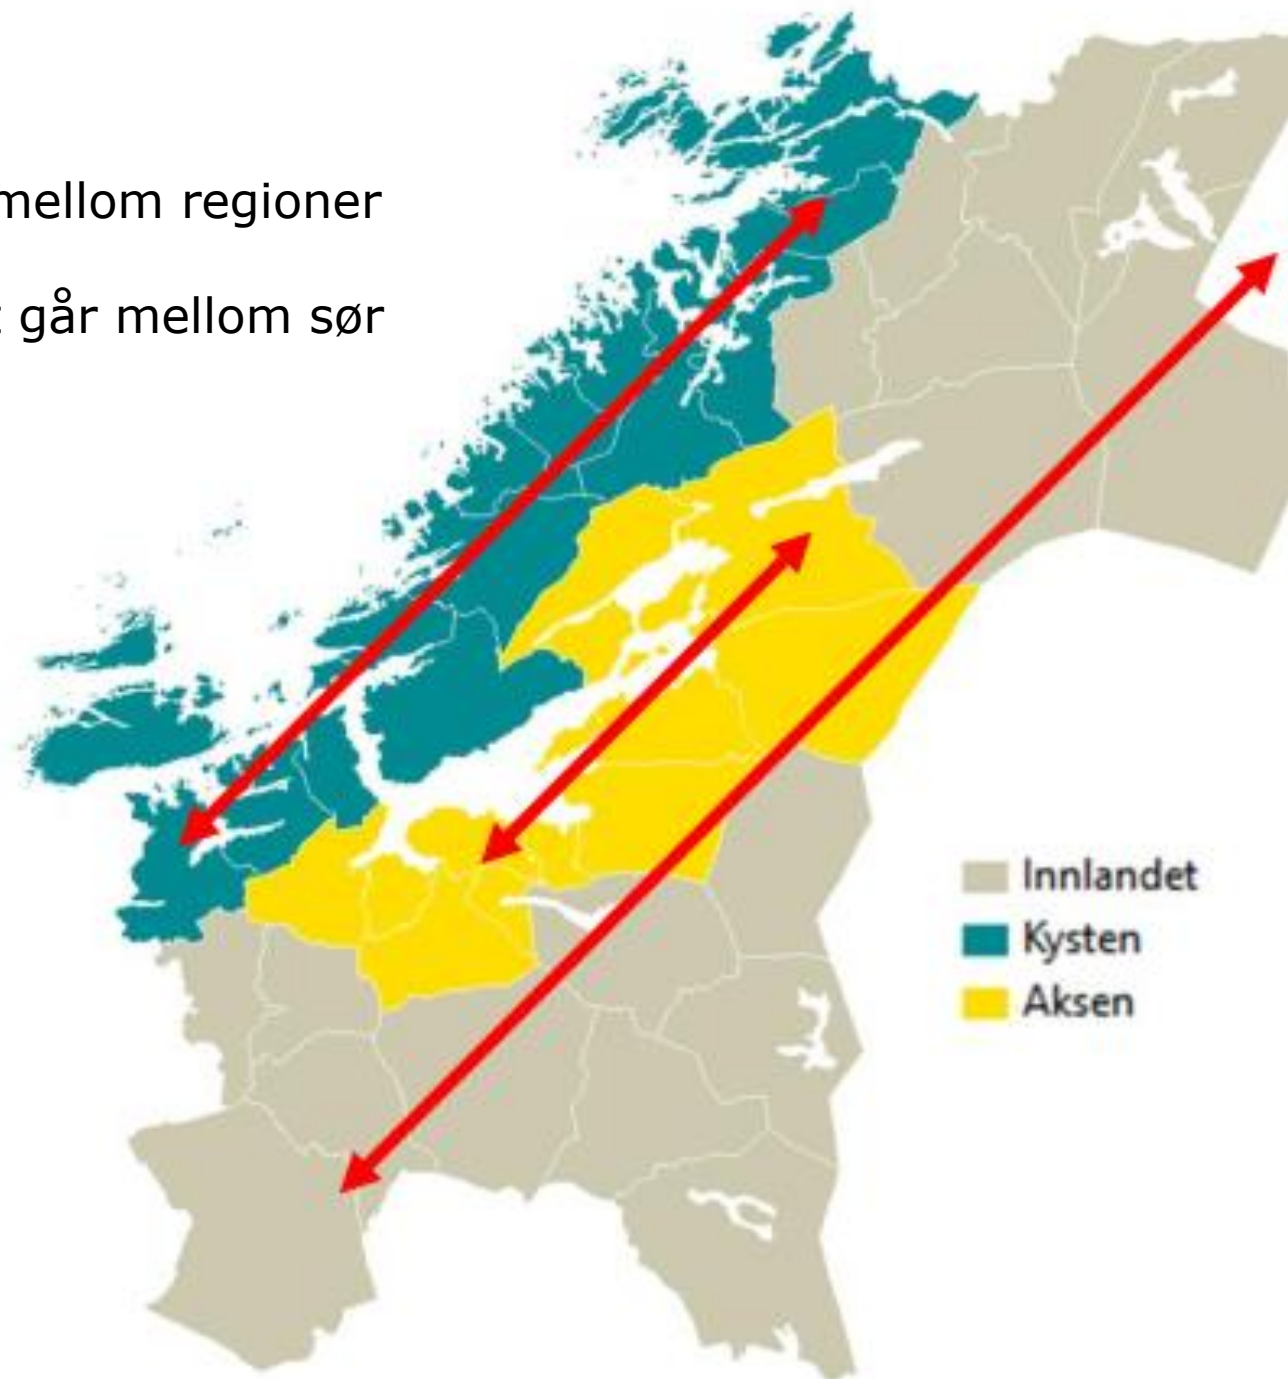 mellom regioner
går mellom sør
Innlandet
Kysten
Aksen